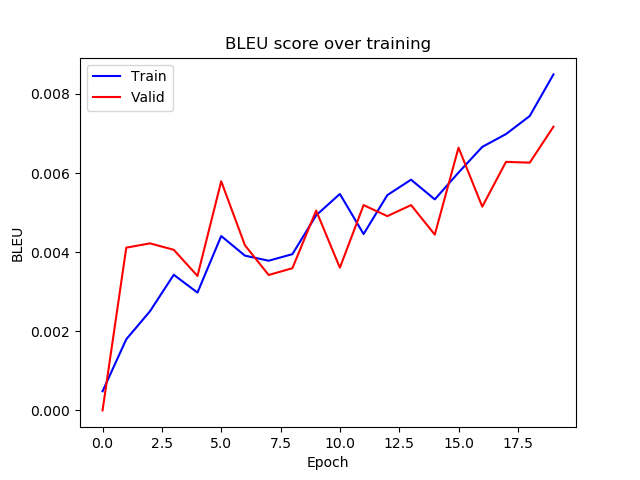 BLEU score over training
Train
Valid
0.008
0.006
0.004
0.002
0.000
BLEU
0.0 2.5 5.0 7.5 10.0 12.5 15.0 17.5
Epoch